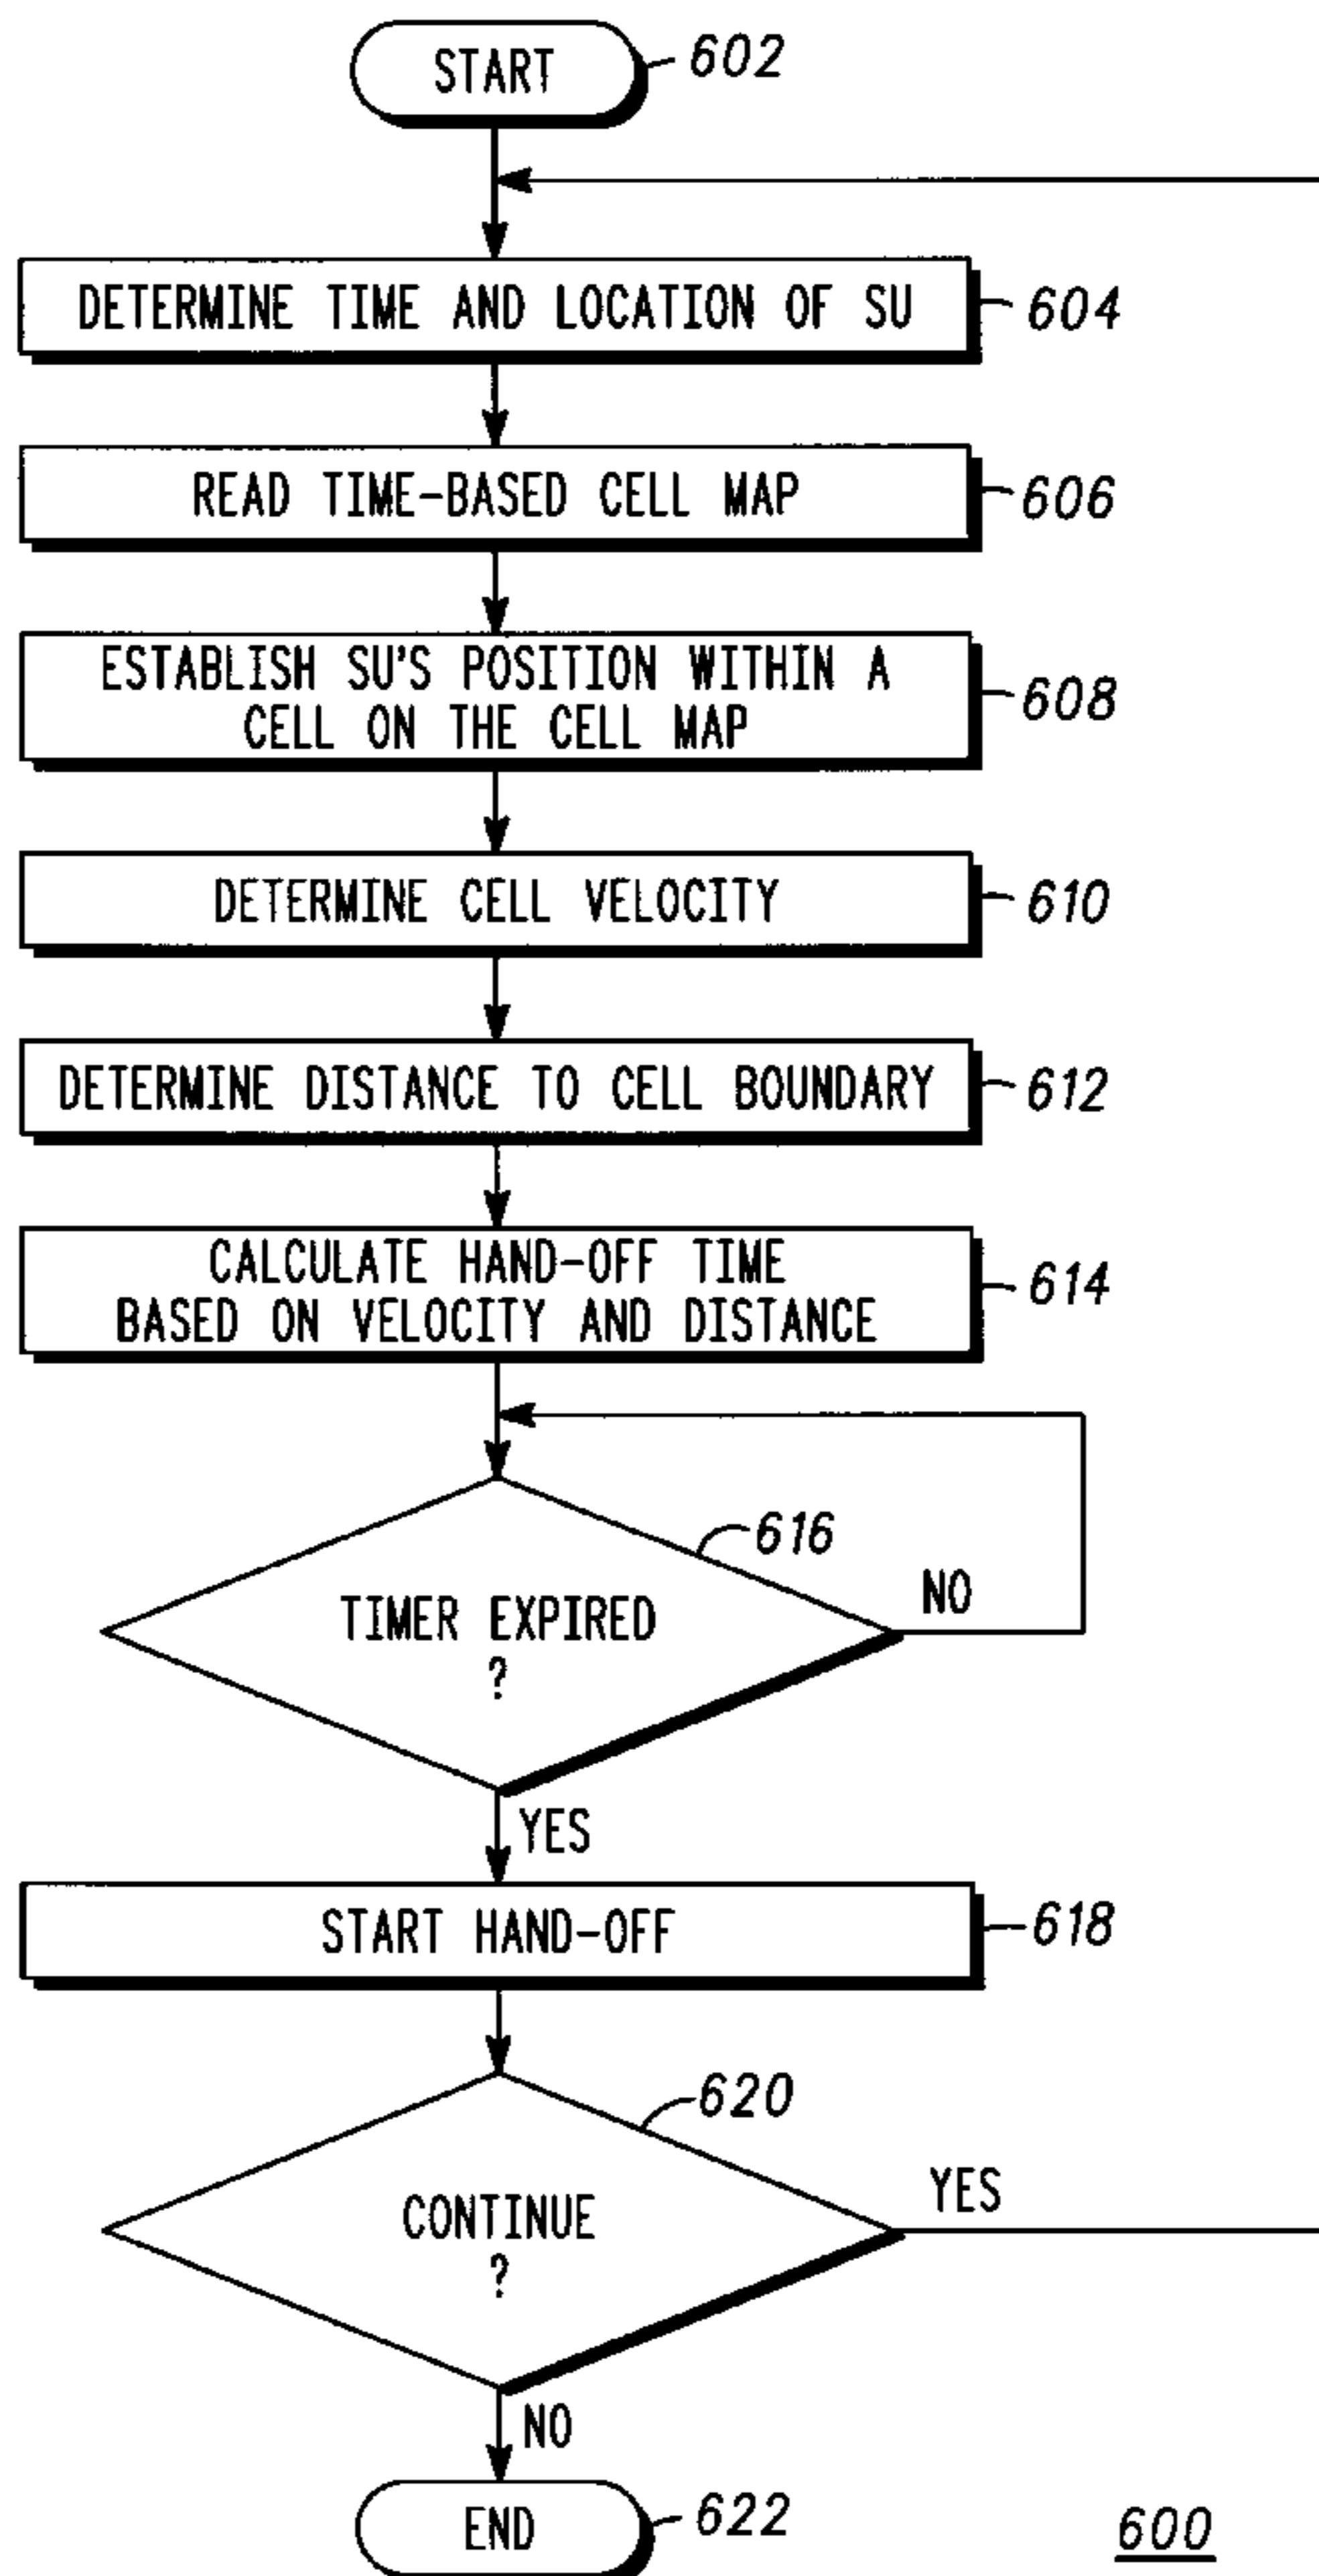 START
602
DETERMINE TIME AND LOCATION OF SU
604
READ TIME-BASED CELL MAP
606
ESTABLISH SU'S POSITION WITHIN A
CELL ON THE CELL MAP
608
DETERMINE CELL VELOCITY
610
DETERMINE DISTANCE TO CELL BOUNDARY
612
CALCULATE HAND-OFF TIME
BASED ON VELOCITY AND DISTANCE
614
616
TIMER EXPIRED
?
NO
YES
START HAND-OFF
618
620
CONTINUE
?
YES
NO
END
622
600